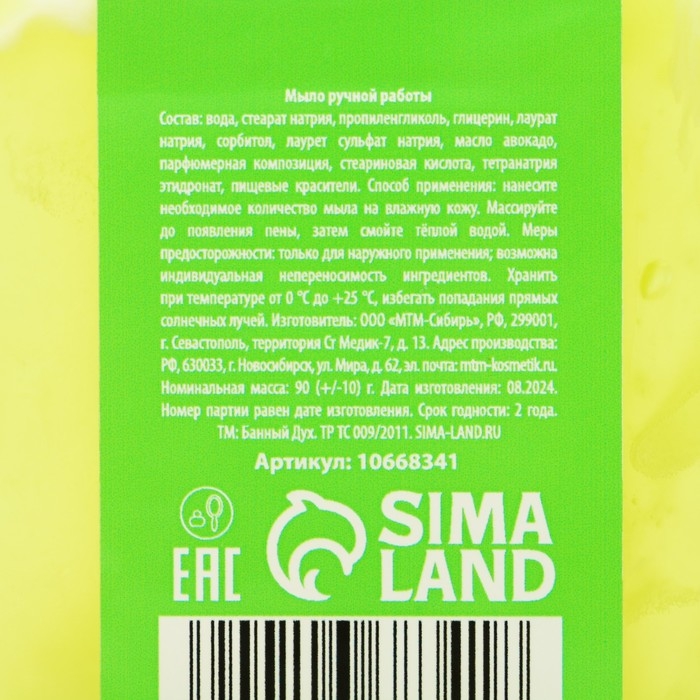 Мыло ручной работы
Состав: вода, стеарат натрия, пропиленгликоль, глицерин, лаурат
натрия, сорбитол, лаурет сульфат натрия, масло авокадо,
парфюмерная композиция, стеариновая кислота, тетранатрия
этидронат, пищевые красители. Способ применения: нанесите
необходимое количество мыла на влажную кожу. Массируйте
до появления пены, затем смойте тёплой водой. Меры
предосторожности: только для наружного применения; возможна
индивидуальная непереносимость ингредиентов. Хранить
при температуре от 0 °C до +25 °C, избегать попадания прямых
солнечных лучей. Изготовитель: ООО «МТМ-Сибирь», РФ, 299001,
г. Севастополь, территория Ст Медик-7, д. 13. Адрес производства:
РФ, 630033, г. Новосибирск, ул. Мира, д. 62, эл. почта: mtm-kosmetik.ru.
Номинальная масса: 90 (+/-10) г. Дата изготовления: 08.2024.
Номер партии равен дате изготовления. Срок годности: 2 года.
ТМ: Банный Дух. ТР ТС 009/2011. SIMA-LAND.RU
Артикул: 10668341
EAC
SIMA
LAND